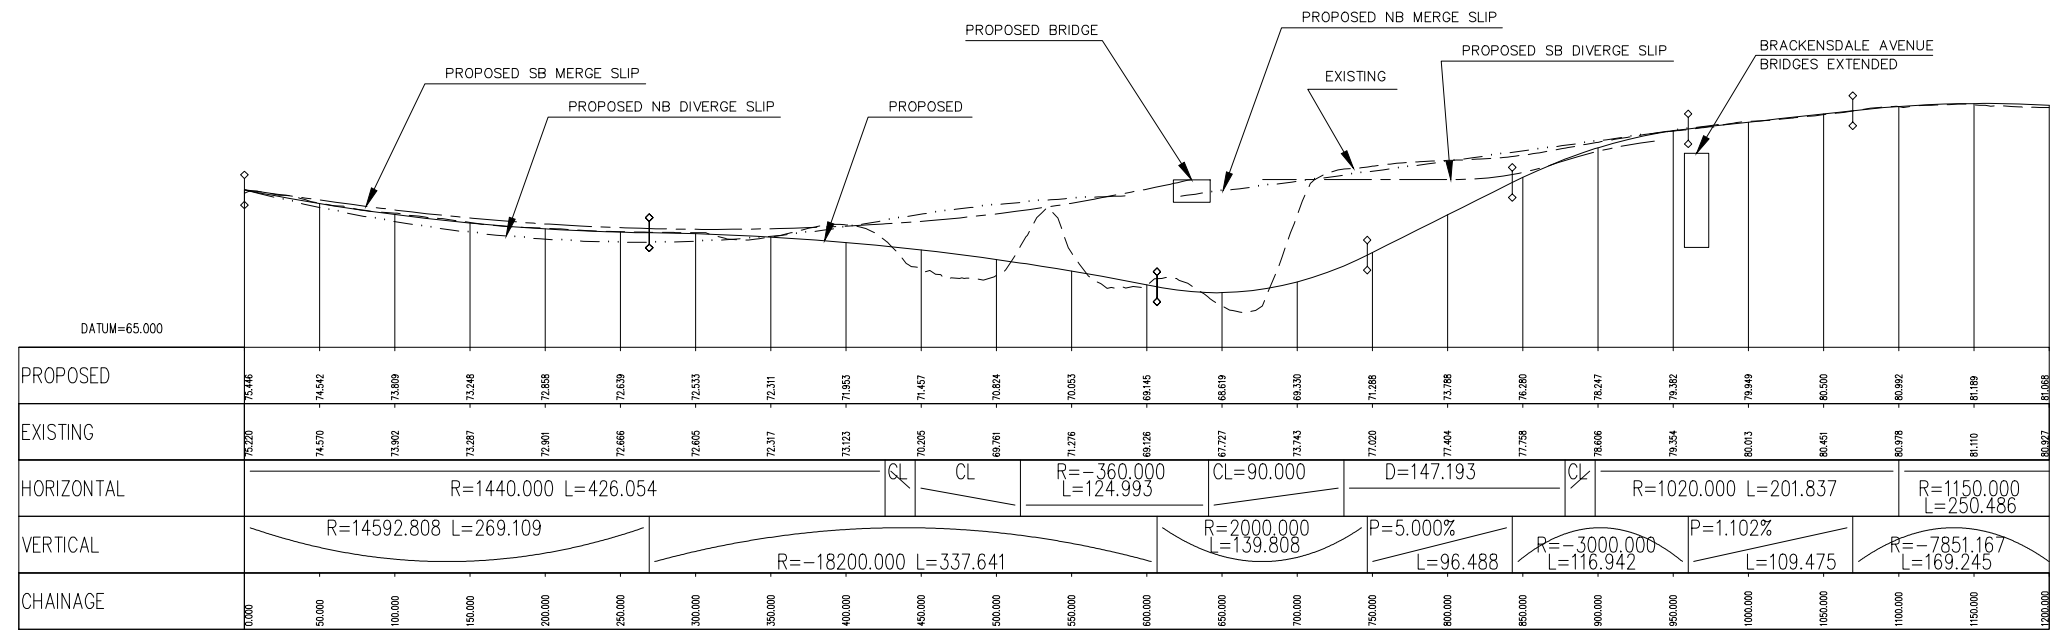 PROPOSED NB MERGE SLIP
PROPOSED BRIDGE
PROPOSED SB DIVERGE SLIP
BRACKENSDALE AVENUE
BRIDGES EXTENDED
PROPOSED SB MERGE SLIP
EXISTING
PROPOSED NB DIVERGE SLIP
PROPOSED
DATUM=65.000
PROPOSED
75.446 74.542 73.809 73.248 72.858 72.639 72.533 72.311 71.953 71.457 70.824 70.053 69.145 68.619 69.330 71.288 73.788 76.280 78.247 79.382 79.949 80.500 80.992 81.189 81.068
EXISTING
75.220 74.570 73.902 73.287 72.901 72.666 72.605 72.317 73.123 70.205 69.761 71.276 69.126 67.727 73.743 77.020 77.404 77.758 78.606 79.354 80.013 80.451 80.978 81.110 80.927
HORIZONTAL
R=1440.000 L=426.054
CL
CL
R=-360.000
L=124.993
CL=90.000
D=147.193
CL
R=1020.000 L=201.837
R=1150.000
L=250.486
VERTICAL
R=14592.808 L=269.109
R=-18200.000 L=337.641
R=2000.000
L=139.808
P=5.000%
L=96.488
R=-3000.000
L=116.942
P=1.102%
L=109.475
R=-7851.167
L=169.245
CHAINAGE
0.000 50.000 100.000 150.000 200.000 250.000 300.000 350.000 400.000 450.000 500.000 550.000 600.000 650.000 700.000 750.000 800.000 850.000 900.000 950.000 1000.000 1050.000 1100.000 1150.000 1200.000